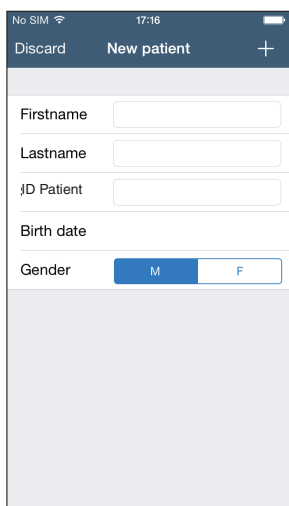 No SIM 17:16
Discard New patient +
Firstname
Lastname
ID Patient
Birth date
Gender M F